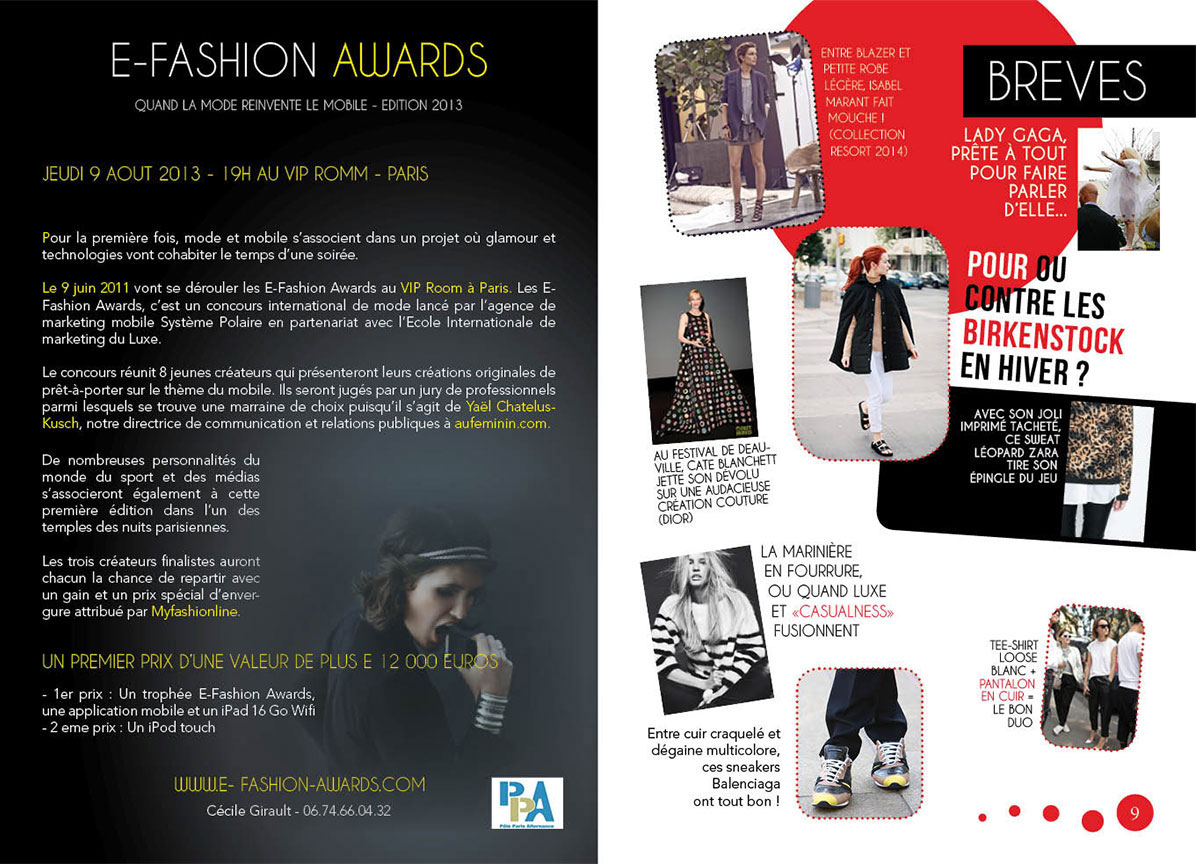 E-FASHION AWARDS
QUAND LA MODE REINVENTE LE MOBILE - EDITION 2013
JEUDI 9 AOUT 2013 - 19H AU VIP ROMM - PARIS
Pour la première fois, mode et mobile s'associent dans un projet où glamour et
technologies vont cohabiter le temps d'une soirée.
Le 9 juin 2011 vont se dérouler les E-Fashion Awards au VIP Room à Paris. Les E-
Fashion Awards, c'est un concours international de mode lancé par l'agence de
marketing mobile Système Polaire en partenariat avec l'Ecole Internationale de
marketing du Luxe.
Le concours réunit 8 jeunes créateurs qui présenteront leurs créations originales de
prêt-à-porter sur le thème du mobile. Ils seront jugés par un jury de professionnels
parmi lesquels se trouve une marraine de choix puisqu'il s'agit de Yaël Chatelus-
Kusch, notre directrice de communication et relations publiques à aufeminin.com.
De nombreuses personnalités du
monde du sport et des médias
s'associeront également à cette
première édition dans l'un des
temples des nuits parisiennes.
Les trois créateurs finalistes auront
chacun la chance de repartir avec
un gain et un prix spécial d'enver-
gure attribué par Myfashionline.
UN PREMIER PRIX D'UNE VALEUR DE PLUS E 12 000 EUROS
- 1er prix : Un trophée E-Fashion Awards,
une application mobile et un iPad 16 Go Wifi
- 2 eme prix : Un iPod touch
WWW.E- FASHION-AWARDS.COM
Cécile Girault - 06.74.66.04.32
PPA
Pôle Paris Alternance
BREVES
ENTRE BLAZER ET
PETITE ROBE
LÉGÈRE, ISABEL
MARANT FAIT
MOUCHE !
(COLLECTION
RESORT 2014)
LADY GAGA,
PRÊTE À TOUT
POUR FAIRE
PARLER
D'ELLE...
POUR OU
CONTRE LES
BIRKENSTOCK
EN HIVER ?
AU FESTIVAL DE DEAU-
VILLE, CATE BLANCHETT
JETTE SON DÉVOLU
SUR UNE AUDACIEUSE
CRÉATION COUTURE
(DIOR)
AVEC SON JOLI
IMPRIMÉ TACHETÉ,
CE SWEAT
LÉOPARD ZARA
TIRE SON
ÉPINGLE DU JEU
LA MARINIÈRE
EN FOURRURE,
OU QUAND LUXE
ET «CASUALNESS»
FUSIONNENT
TEE-SHIRT
LOOSE
BLANC +
PANTALON
EN CUIR =
LE BON
DUO
Entre cuir craquelé et
dégaine multicolore,
ces sneakers
Balenciaga
ont tout bon !
9